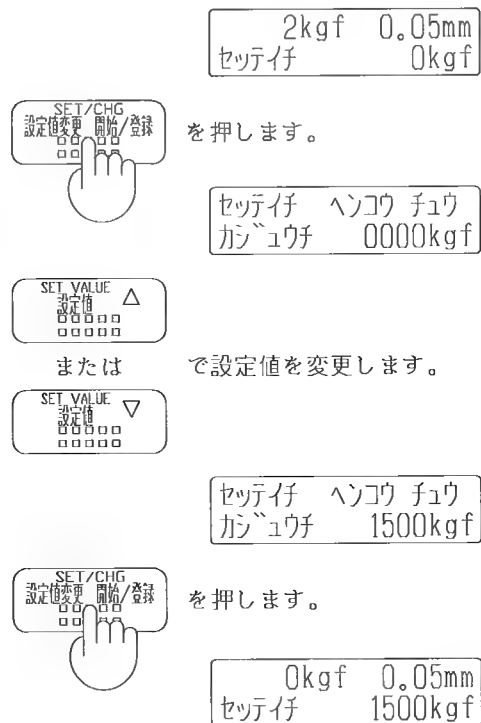 2kgf 0.05mm
セッテイチ 0kgf
SET/CHG
設定値変更 開始/登録
を押します。
セッテイチ ヘンコウ チュウ
カジュウチ 0000kgf
SET VALUE
設定値 △
または で設定値を変更します。
SET VALUE
設定値 ▽
セッテイチ ヘンコウ チュウ
カジュウチ 1500kgf
SET/CHG
設定値変更 開始/登録
を押します。
0kgf 0.05mm
セッテイチ 1500kgf